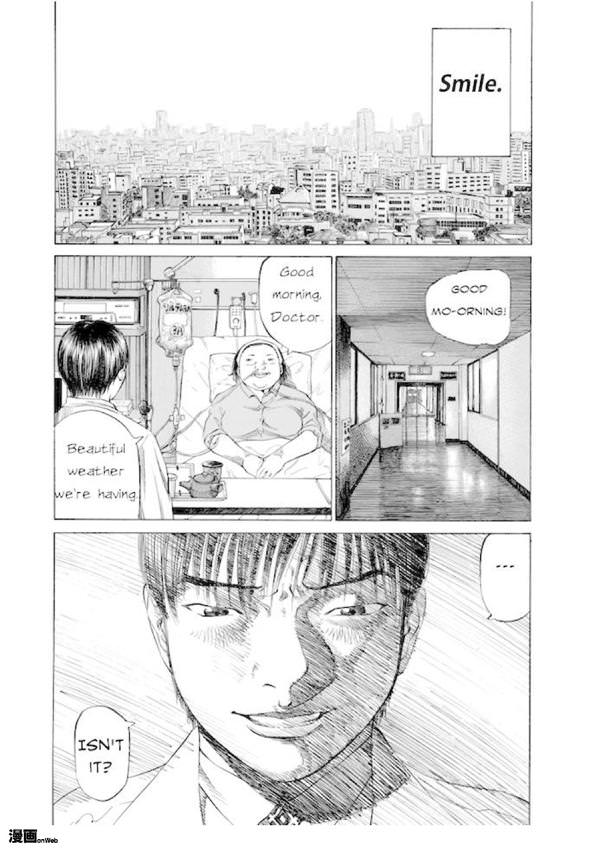 Smile.
GOOD
MO-ORNING!
Good
morning,
Doctor.
Beautiful
weather
we're having.
---
ISN'T
IT?
漫画onWeb